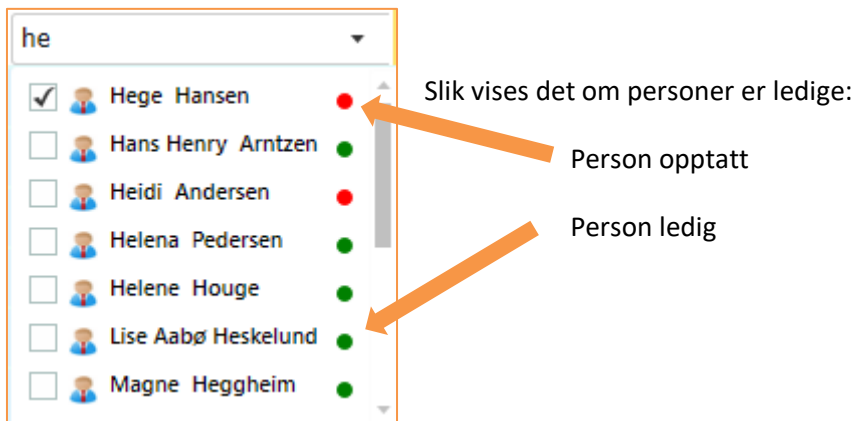 he
Hege Hansen
Hans Henry Arntzen
Heidi Andersen
Helena Pedersen
Helene Houge
Lise Aabø Heskelund
Magne Heggheim
Slik vises det om personer er ledige:
Person opptatt
Person ledig